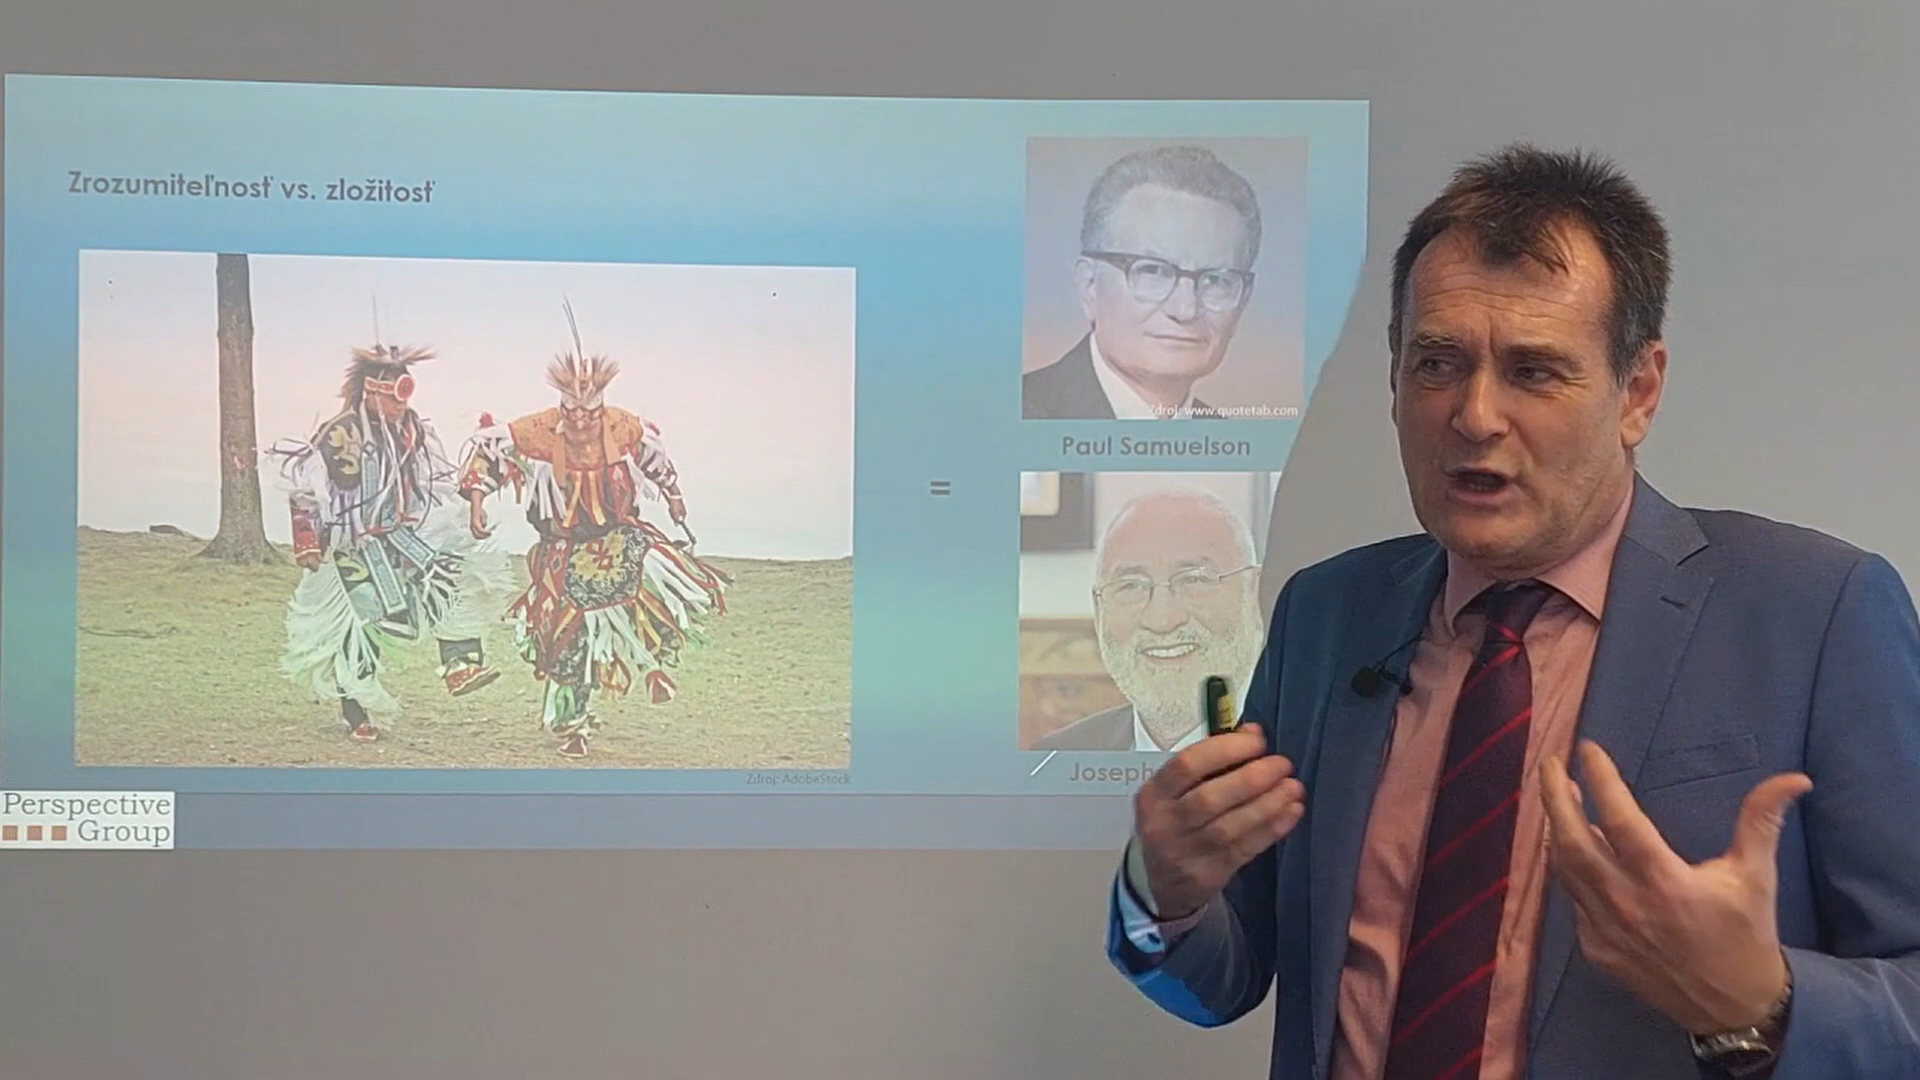 Zrozumiteľnosť vs. zložitosť
Zdroj: www.quotetab.com
Paul Samuelson
=
Joseph
Zdroj: AdobeStock
Perspective
Group